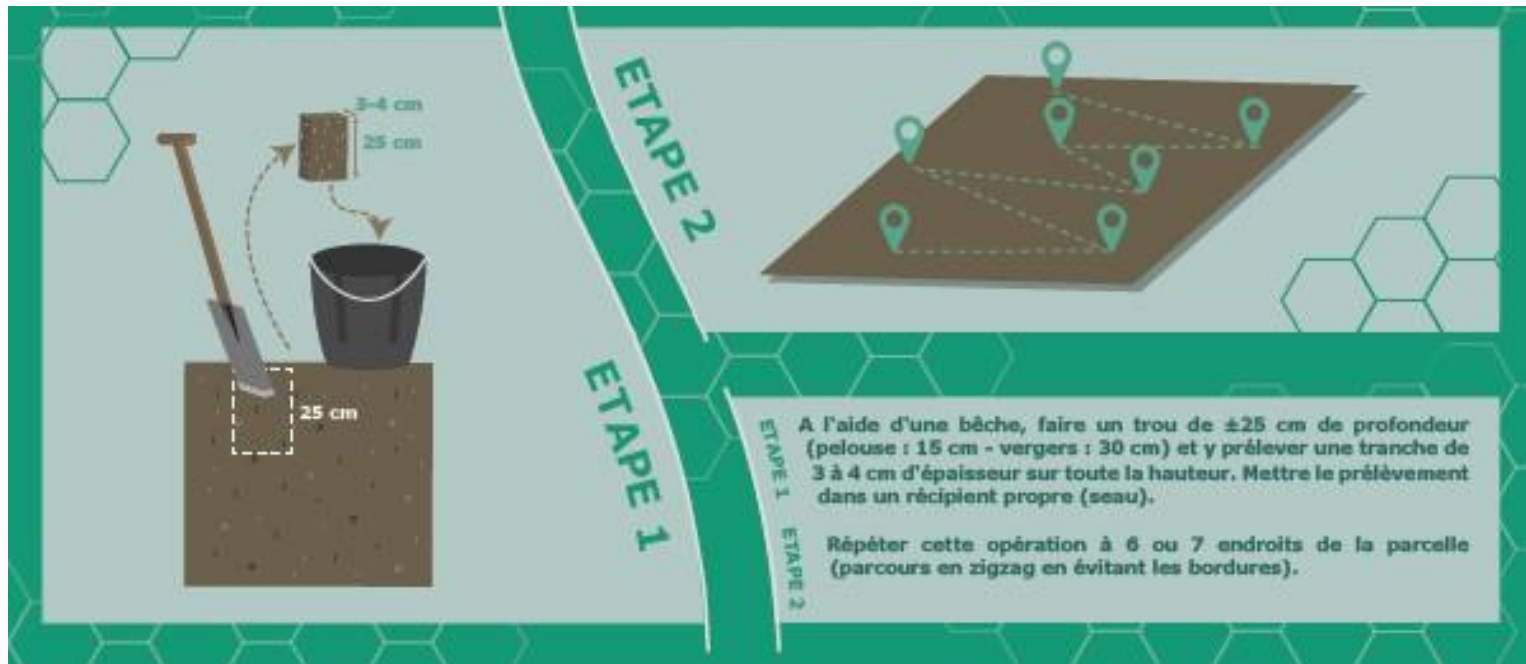 3-4 cm
25 cm
25 cm
ETAPE 1
ETAPE 2
ETAPE 1
A l'aide d'une bêche, faire un trou de ±25 cm de profondeur
(pelouse : 15 cm - vergers : 30 cm) et y prélever une tranche de
3 à 4 cm d'épaisseur sur toute la hauteur. Mettre le prélèvement
dans un récipient propre (seau).
ETAPE 2
Répéter cette opération à 6 ou 7 endroits de la parcelle
(parcours en zigzag en évitant les bordures).